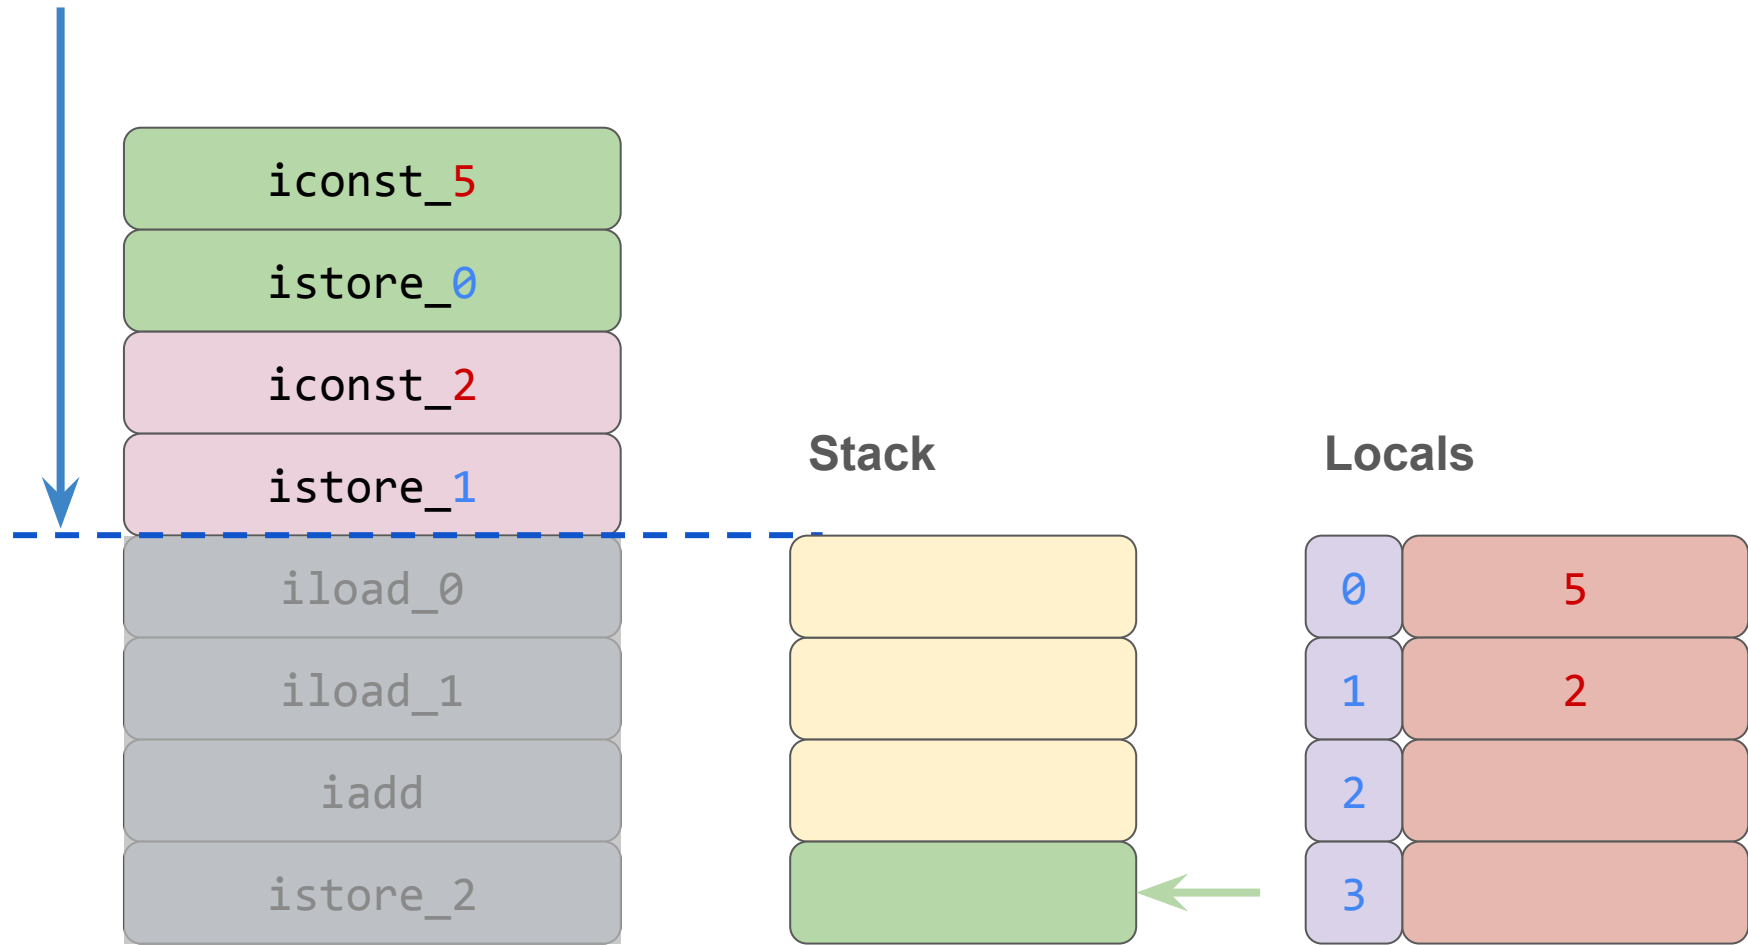 iconst_5
istore_0
iconst_2
istore_1
iload_0
iload_1
iadd
istore_2
Stack
Locals
0 5
1 2
2
3